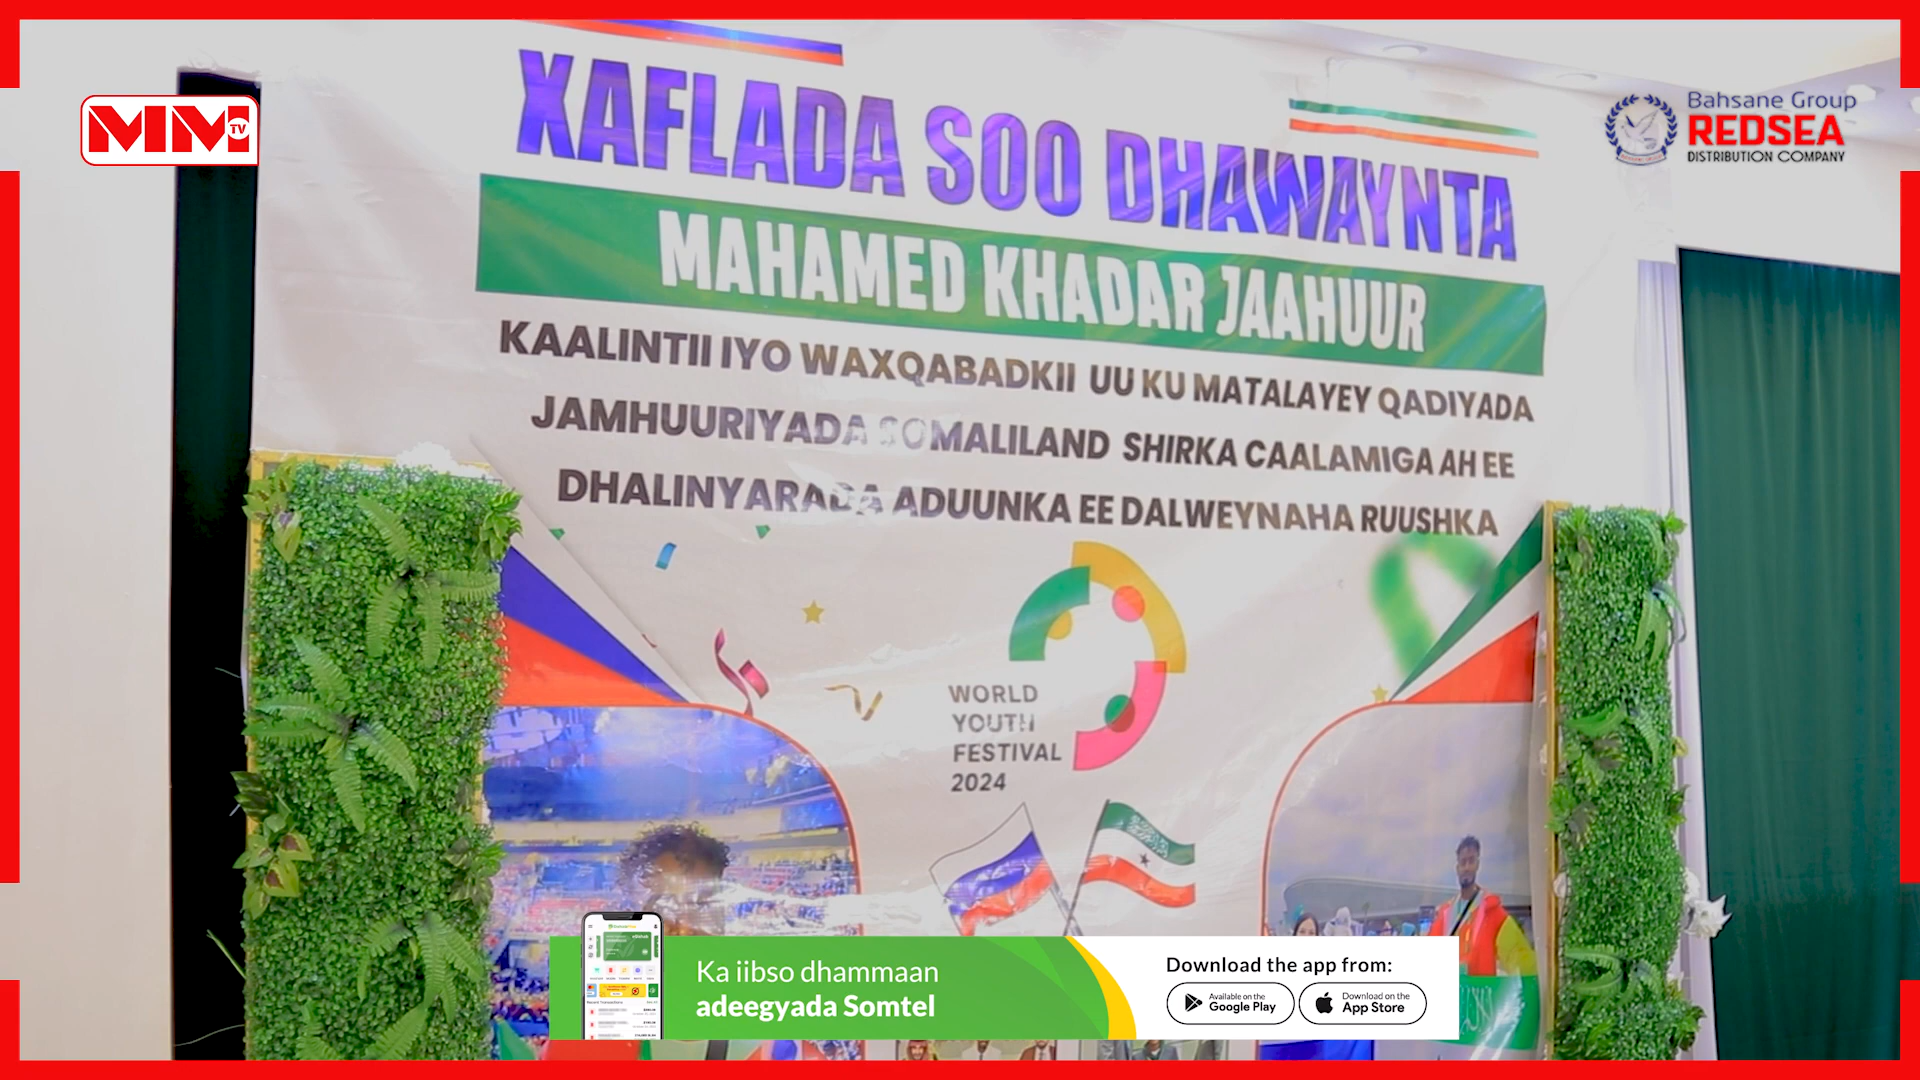 MM TV
Bahsane Group
REDSEA
DISTRIBUTION COMPANY
XAFLADA SOO DHAWAYNTA
MAHAMED KHADAR JAAHUUR
KAALINTII IYO WAXQABADKII UU KU MATALAYEY QADIYADA
JAMHUURIYADA SOMALILAND SHIRKA CAALAMIGA AH EE
DHALINYARADA ADUUNKA EE DALWEYNAHA RUUSHKA
WORLD
YOUTH
FESTIVAL
2024
Ka iibso dhammaan
adeegyada Somtel
Download the app from:
Available on the
Google Play
Download on the
App Store